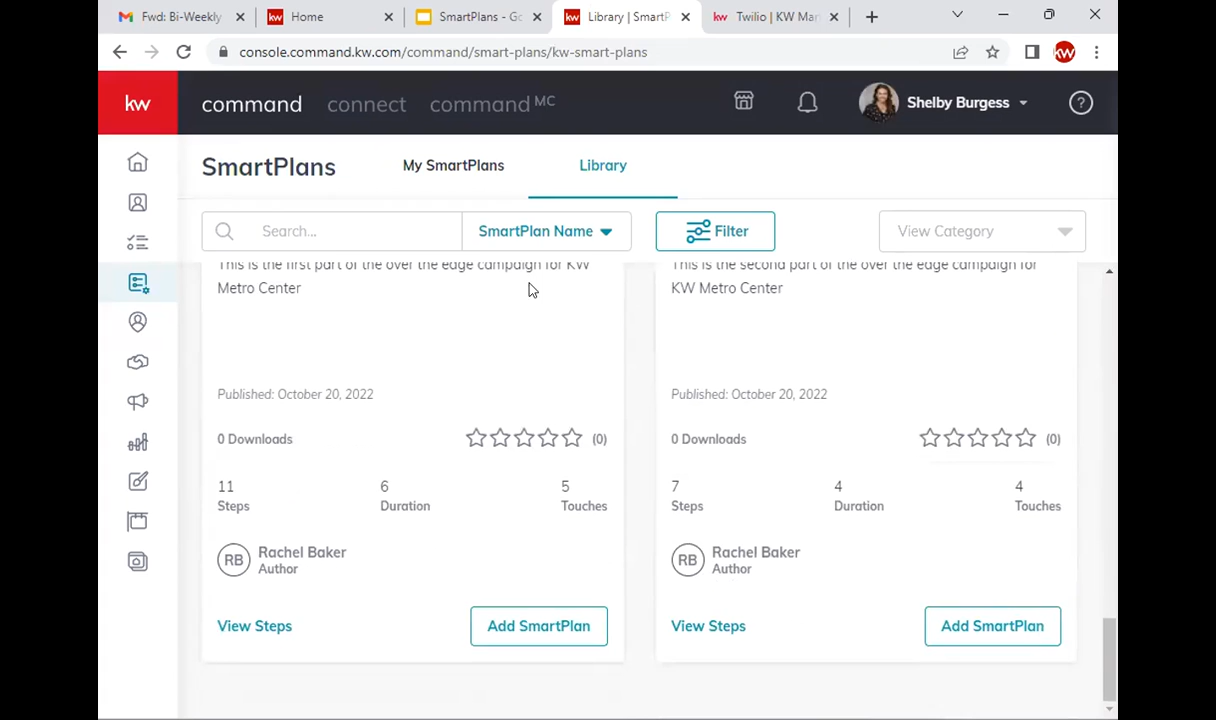 Fwd: Bi-Weekly
kw Home
SmartPlans - Go
kw Library | SmartP
kw Twilio | KW Mar
console.command.kw.com/command/smart-plans/kw-smart-plans
kw
kw command connect command MC
Shelby Burgess
?
SmartPlans My SmartPlans Library
Search... SmartPlan Name Filter View Category
This is the first part of the over the edge campaign for KW
Metro Center
Published: October 20, 2022
0 Downloads (0)
11 6 5
Steps Duration Touches
RB Rachel Baker
Author
View Steps Add SmartPlan
This is the second part of the over the edge campaign for
KW Metro Center
Published: October 20, 2022
0 Downloads (0)
7 4 4
Steps Duration Touches
RB Rachel Baker
Author
View Steps Add SmartPlan